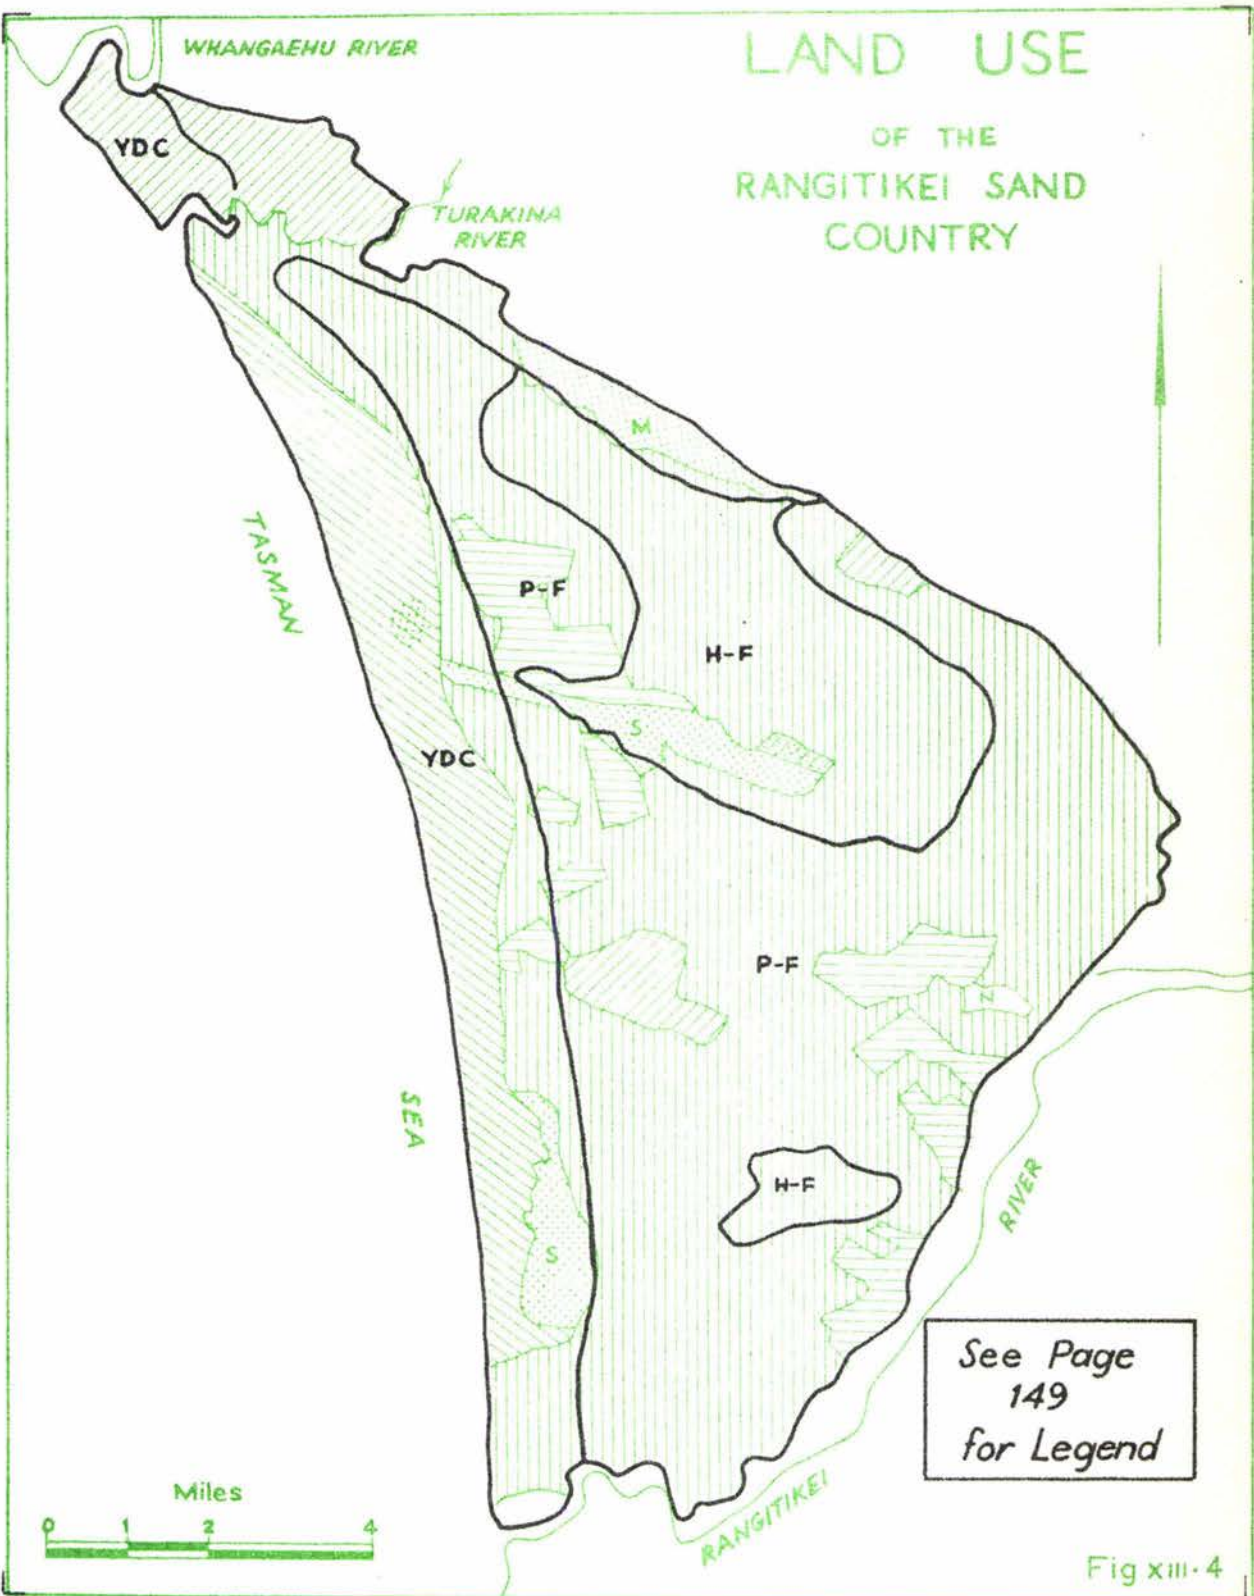 WHANGAEHU RIVER
LAND USE
OF THE
RANGITIKEI SAND
COUNTRY
YDC
TURAKINA
RIVER
M
TASMAN
P-F
H-F
S
YDC
P-F
Z
SEA
H-F
RIVER
S
See Page
149
for Legend
Miles
0 1 2 4
RANGITIKEI
Fig XIII·4